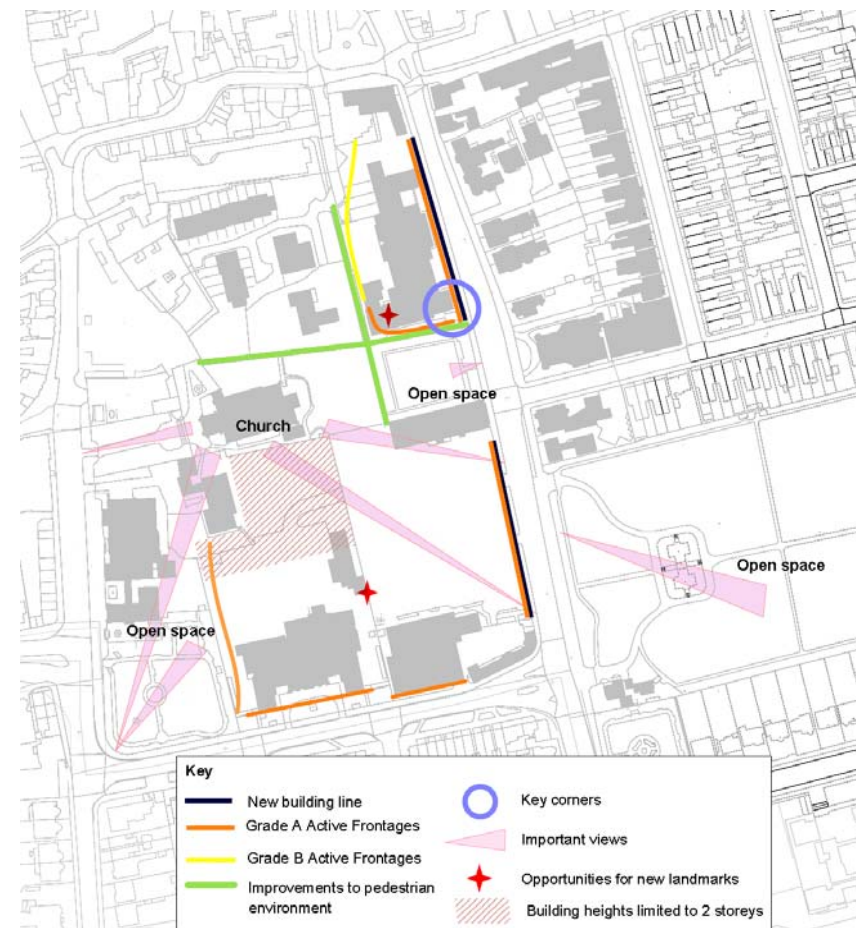 Open space
Church
Open space
Open space
Key
New building line
Grade A Active Frontages
Grade B Active Frontages
Improvements to pedestrian
environment
Key corners
Important views
Opportunities for new landmarks
Building heights limited to 2 storeys